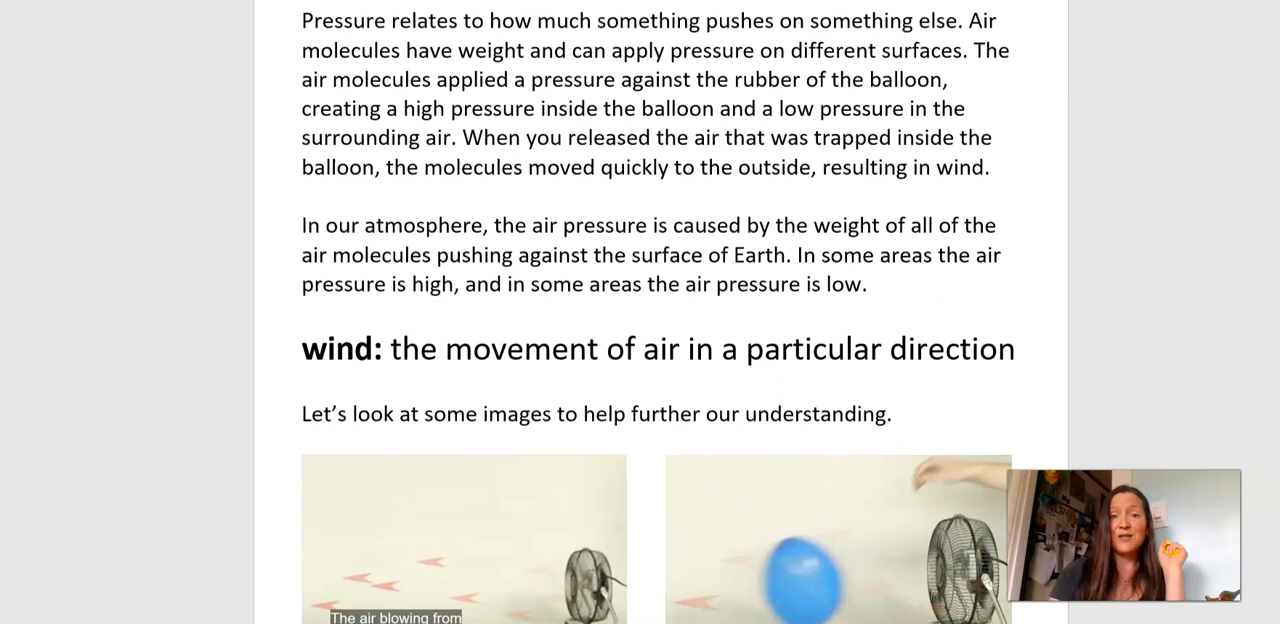 Pressure relates to how much something pushes on something else. Air
molecules have weight and can apply pressure on different surfaces. The
air molecules applied a pressure against the rubber of the balloon,
creating a high pressure inside the balloon and a low pressure in the
surrounding air. When you released the air that was trapped inside the
balloon, the molecules moved quickly to the outside, resulting in wind.
In our atmosphere, the air pressure is caused by the weight of all of the
air molecules pushing against the surface of Earth. In some areas the air
pressure is high, and in some areas the air pressure is low.
wind: the movement of air in a particular direction
Let’s look at some images to help further our understanding.
The air blowing from